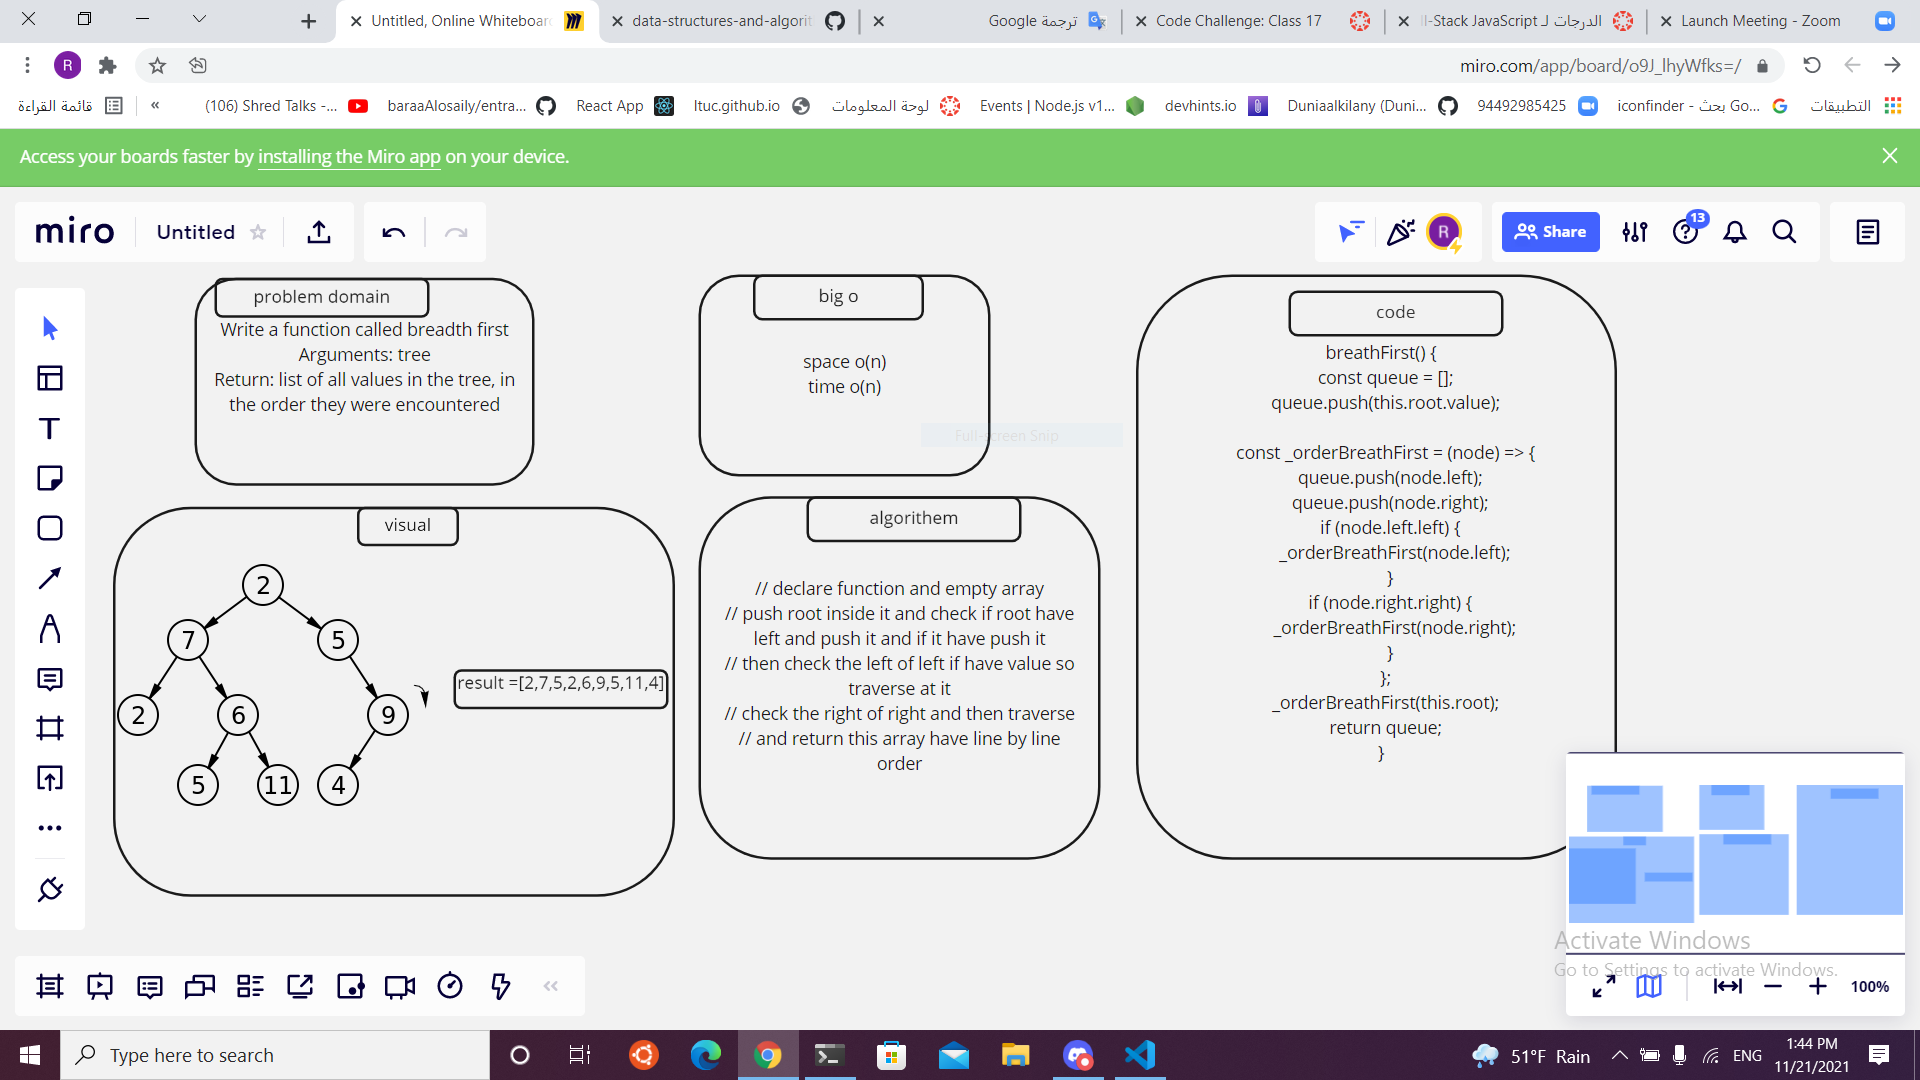 Untitled, Online Whiteboard
data-structures-and-algorit
ترجمة Google
Code Challenge: Class 17
الدرجات لـ ll-Stack JavaScript
Launch Meeting - Zoom
R
miro.com/app/board/o9J_lhyWfks=/
قائمة القراءة
«
(106) Shred Talks -...
baraaAlosaily/entra...
React App
ltuc.github.io
لوحة المعلومات
Events | Node.js v1...
devhints.io
Duniaalkilany (Duni...
94492985425
iconfinder - بحث Go...
التطبيقات
Access your boards faster by installing the Miro app on your device.
miro
Untitled
R
Share
13
problem domain
Write a function called breadth first
Arguments: tree
Return: list of all values in the tree, in
the order they were encountered
big o
space o(n)
time o(n)
Full-screen Snip
code
breathFirst() {
const queue = [];
queue.push(this.root.value);
const _orderBreathFirst = (node) => {
queue.push(node.left);
queue.push(node.right);
if (node.left.left) {
_orderBreathFirst(node.left);
}
if (node.right.right) {
_orderBreathFirst(node.right);
}
};
_orderBreathFirst(this.root);
return queue;
}
visual
2
7
5
2
6
9
5
11
4
result =[2,7,5,2,6,9,5,11,4]
algorithem
// declare function and empty array
// push root inside it and check if root have
left and push it and if it have push it
// then check the left of left if have value so
traverse at it
// check the right of right and then traverse
// and return this array have line by line
order
Activate Windows
Go to Settings to activate Windows.
100%
Type here to search
51°F Rain
ENG
1:44 PM
11/21/2021